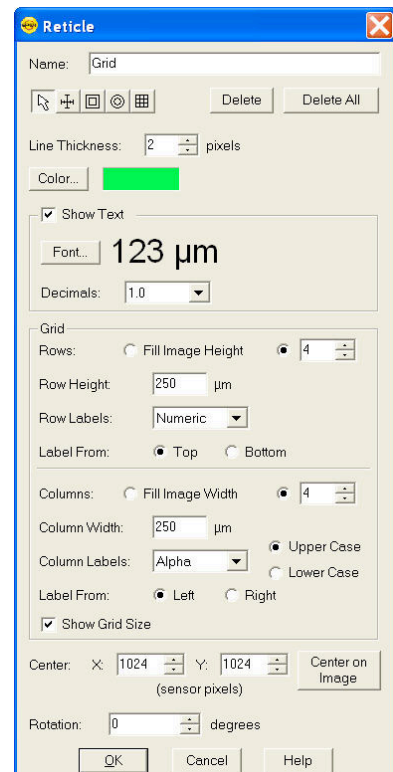 Reticle
Name: Grid
Delete Delete All
Line Thickness: 2 pixels
Color...
Show Text
Font... 123 µm
Decimals: 1.0
Grid
Rows: Fill Image Height 4
Row Height: 250 µm
Row Labels: Numeric
Label From: Top Bottom
Columns: Fill Image Width 4
Column Width: 250 µm
Upper Case
Column Labels: Alpha
Lower Case
Label From: Left Right
Show Grid Size
Center: X: 1024 Y: 1024 Center on Image
(sensor pixels)
Rotation: 0 degrees
OK Cancel Help